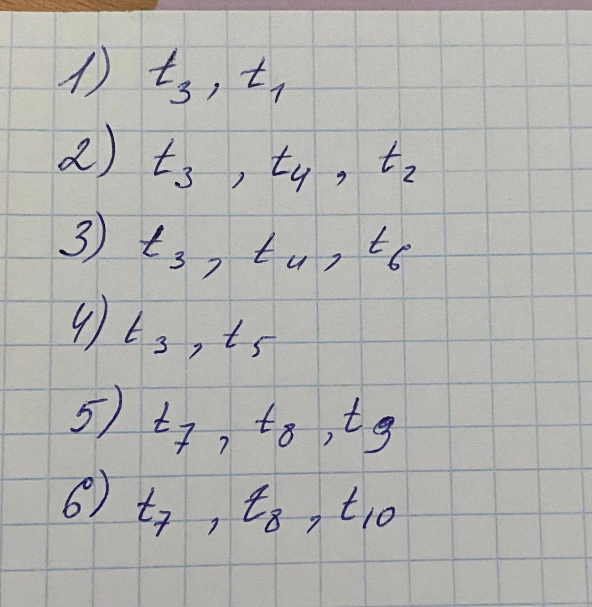 1) t₃, t₁
2) t₃, t₄, t₂
3) t₃, t₄, t₆
4) t₃, t₅
5) t₇, t₈, t₉
6) t₇, t₈, t₁₀